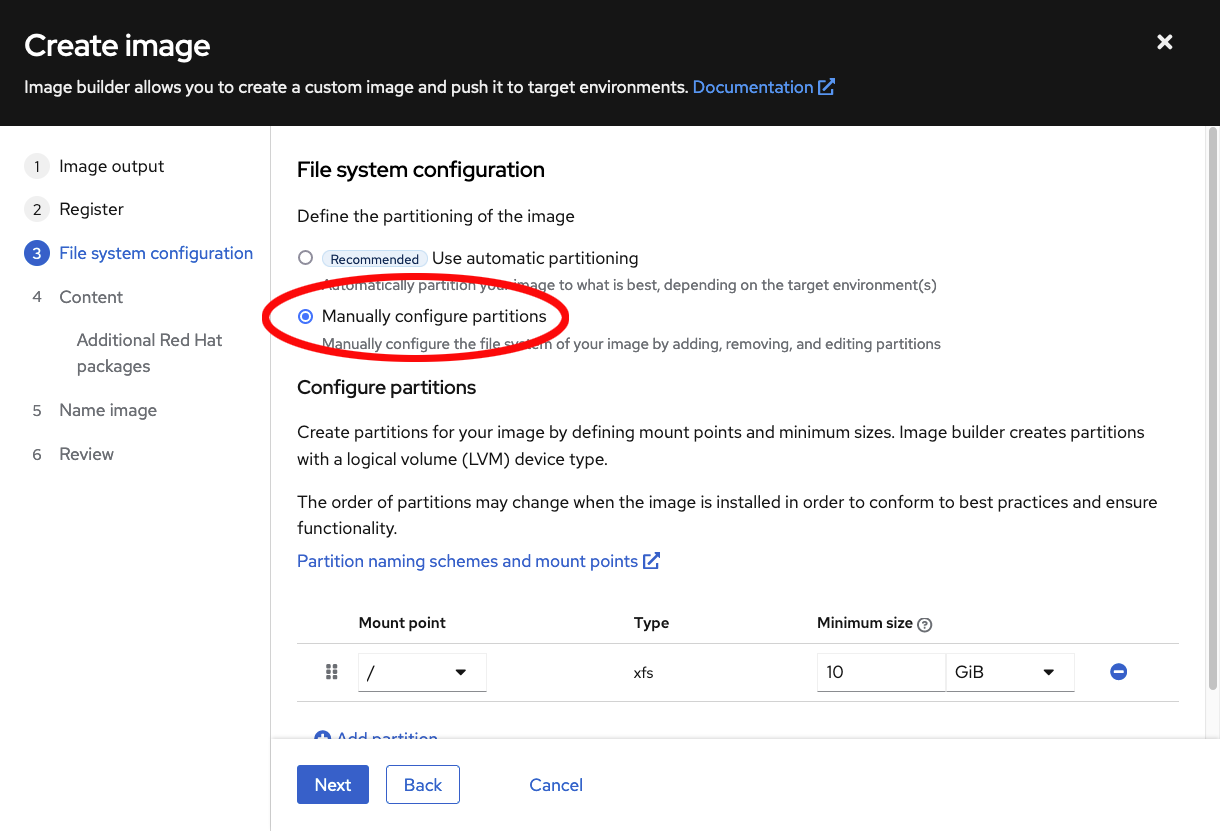 Create image
Image builder allows you to create a custom image and push it to target environments. Documentation
1 Image output
2 Register
3 File system configuration
4 Content
Additional Red Hat
packages
5 Name image
6 Review
File system configuration
Define the partitioning of the image
Recommended Use automatic partitioning
Automatically partition your image to what is best, depending on the target environment(s)
Manually configure partitions
Manually configure the file system of your image by adding, removing, and editing partitions
Configure partitions
Create partitions for your image by defining mount points and minimum sizes. Image builder creates partitions
with a logical volume (LVM) device type.
The order of partitions may change when the image is installed in order to conform to best practices and ensure
functionality.
Partition naming schemes and mount points
Mount point Type Minimum size
/ xfs 10 GiB
Add partition
Next Back Cancel